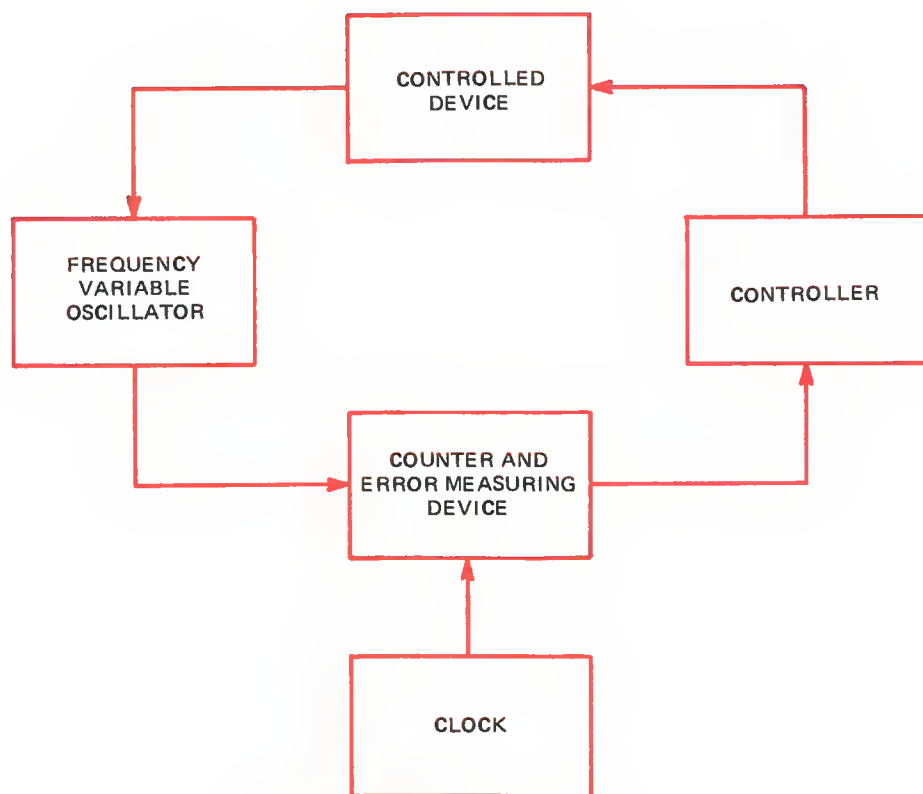 CONTROLLED
DEVICE
FREQUENCY
VARIABLE
OSCILLATOR
CONTROLLER
COUNTER AND
ERROR MEASURING
DEVICE
CLOCK